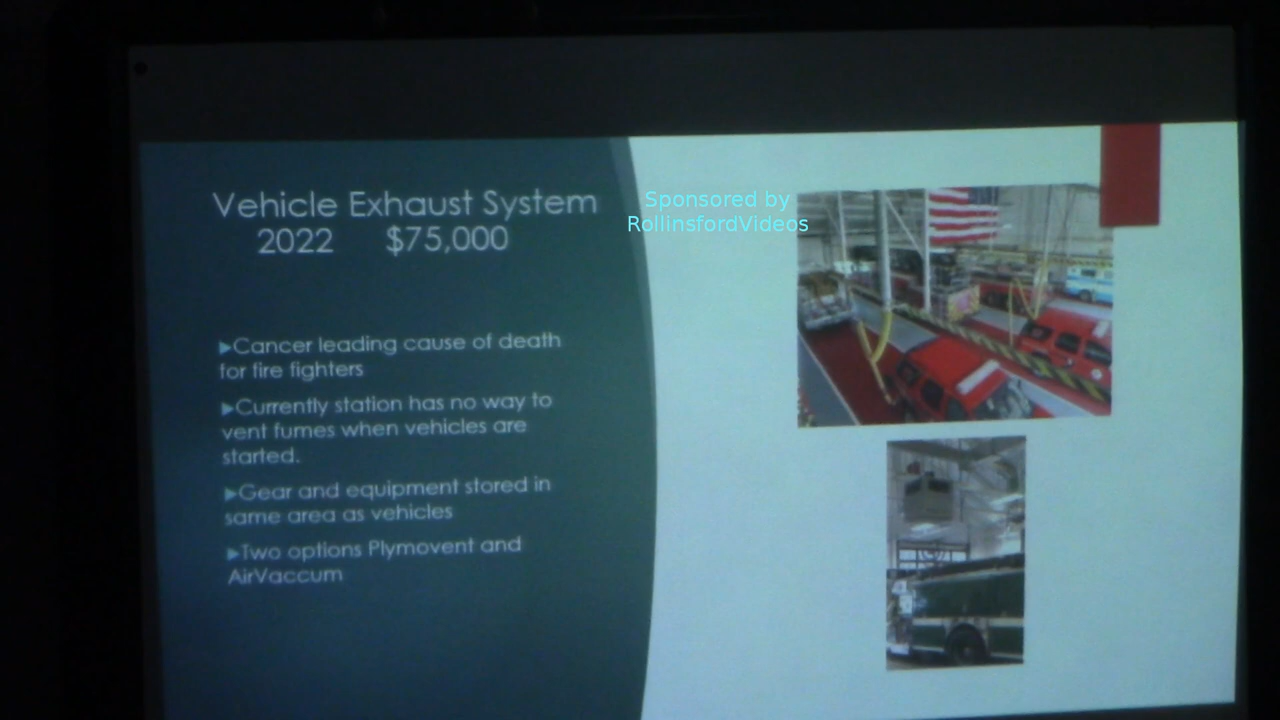 Vehicle Exhaust System
2022 $75,000
Sponsored by
RollinsfordVideos
▶Cancer leading cause of death
for fire fighters
▶Currently station has no way to
vent fumes when vehicles are
started.
▶Gear and equipment stored in
same area as vehicles
▶Two options Plymovent and
AirVaccum